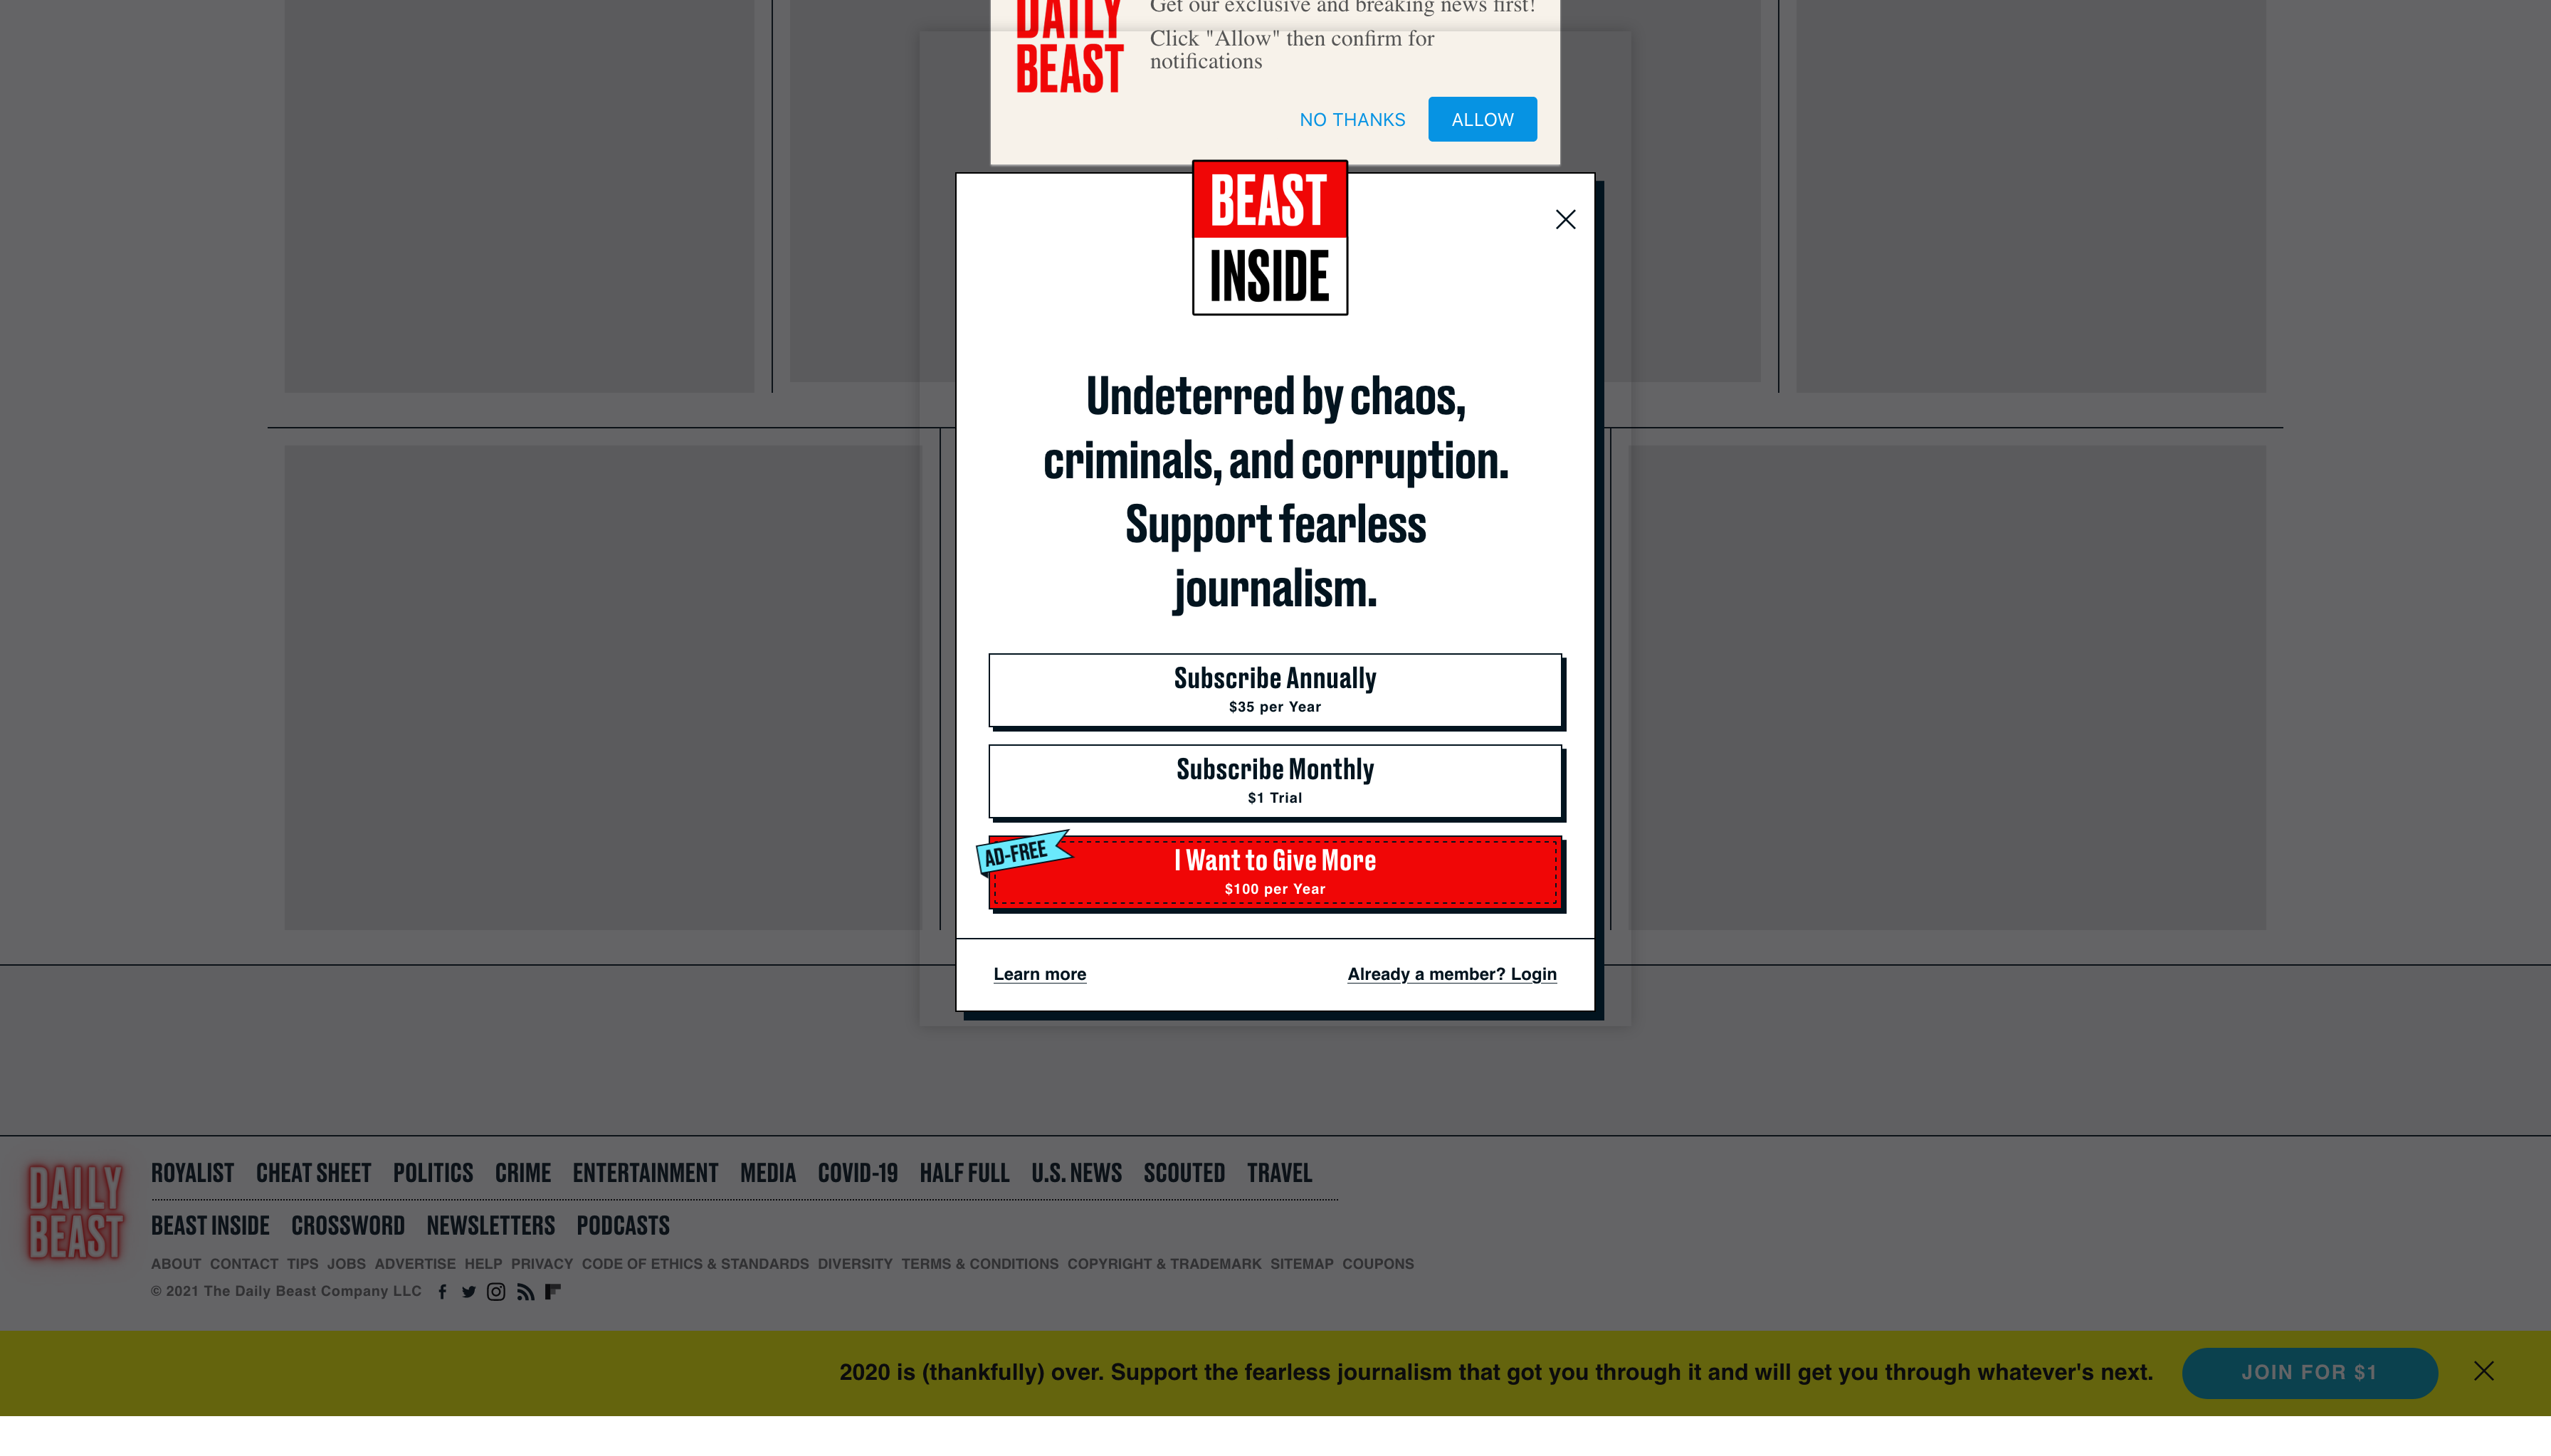 DAILY
BEAST
Get our exclusive and breaking news first!
Click "Allow" then confirm for
notifications
NO THANKS
ALLOW
BEAST
INSIDE
Undeterred by chaos,
criminals, and corruption.
Support fearless
journalism.
Subscribe Annually
$35 per Year
Subscribe Monthly
$1 Trial
AD-FREE
I Want to Give More
$100 per Year
Learn more
Already a member? Login
DAILY
BEAST
ROYALIST CHEAT SHEET POLITICS CRIME ENTERTAINMENT MEDIA COVID-19 HALF FULL U.S. NEWS SCOUTED TRAVEL
BEAST INSIDE CROSSWORD NEWSLETTERS PODCASTS
ABOUT CONTACT TIPS JOBS ADVERTISE HELP PRIVACY CODE OF ETHICS & STANDARDS DIVERSITY TERMS & CONDITIONS COPYRIGHT & TRADEMARK SITEMAP COUPONS
© 2021 The Daily Beast Company LLC
2020 is (thankfully) over. Support the fearless journalism that got you through it and will get you through whatever's next.
JOIN FOR $1